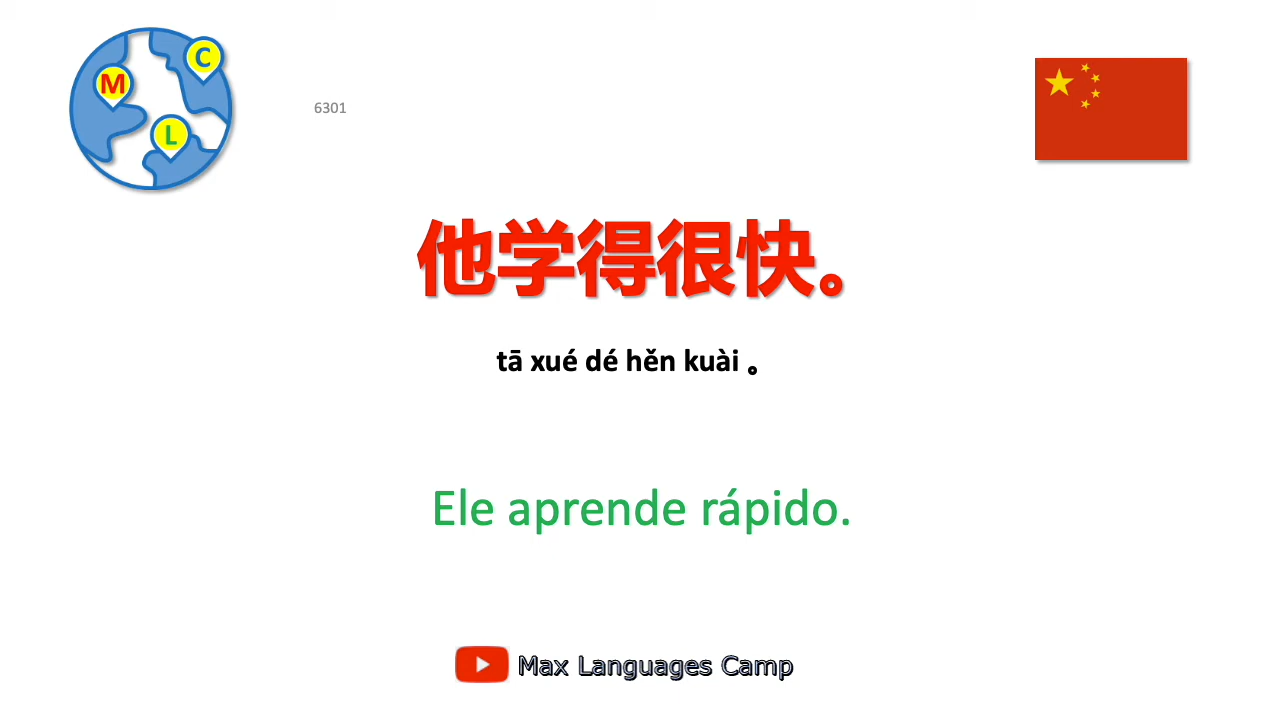 C
M
L
6301
他学得很快。
tā xué dé hěn kuài 。
Ele aprende rápido.
Max Languages Camp